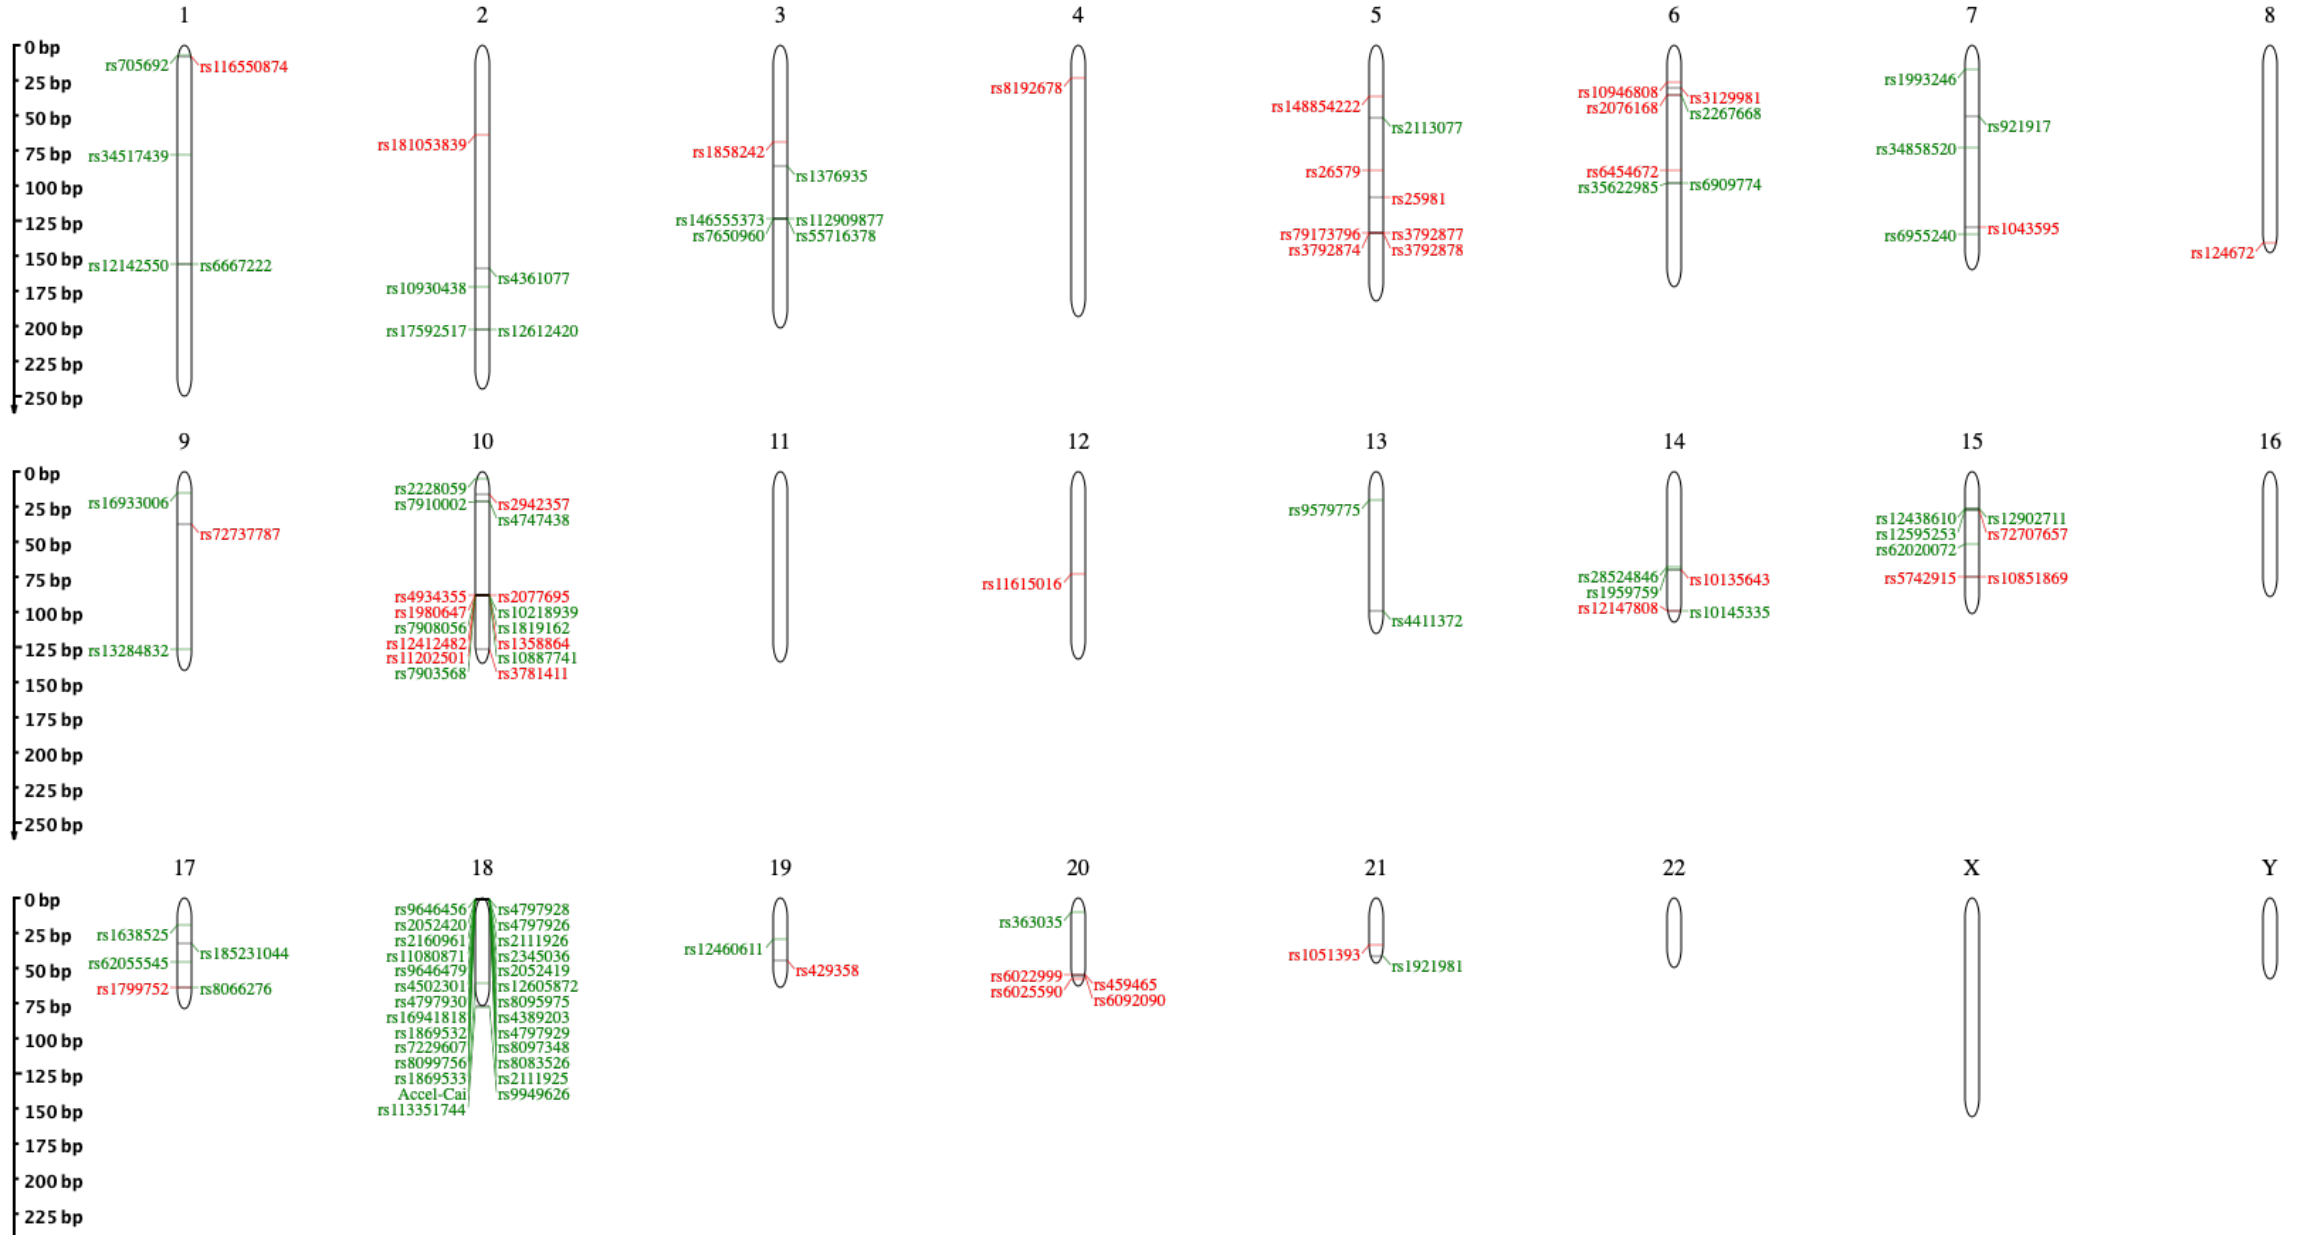 1 2 3 4 5 6 7 8
0 bp
25 bp
50 bp
75 bp
100 bp
125 bp
150 bp
175 bp
200 bp
225 bp
250 bp
rs705692 rs116550874
rs34517439
rs12142550 rs6667222
rs181053839
rs4361077
rs10930438
rs17592517 rs12612420
rs1858242
rs1376935
rs146555373 rs112909877
rs7650960 rs55716378
rs8192678
rs148854222
rs2113077
rs26579
rs25981
rs79173796 rs3792877
rs3792874 rs3792878
rs10946808 rs3129981
rs2076168 rs2267668
rs6454672
rs35622985 rs6909774
rs1993246
rs921917
rs34858520
rs1043595
rs6955240
rs124672
9 10 11 12 13 14 15 16
0 bp
25 bp
50 bp
75 bp
100 bp
125 bp
150 bp
175 bp
200 bp
225 bp
250 bp
rs16933006
rs72737787
rs13284832
rs2228059
rs7910002 rs2942357
rs4747438
rs4934355 rs2077695
rs1980647 rs10218939
rs7908056 rs1819162
rs12412482 rs1358864
rs11202501 rs10887741
rs7903568 rs3781411
rs11615016
rs9579775
rs4411372
rs28524846 rs10135643
rs1959759
rs12147808 rs10145335
rs12438610 rs12902711
rs12595253 rs72707657
rs62020072
rs5742915 rs10851869
17 18 19 20 21 22 X Y
0 bp
25 bp
50 bp
75 bp
100 bp
125 bp
150 bp
175 bp
200 bp
225 bp
rs1638525
rs185231044
rs62055545
rs1799752 rs8066276
rs9646456 rs4797928
rs2052420 rs4797926
rs2160961 rs2111926
rs11080871 rs2345036
rs9646479 rs2052419
rs4502301 rs12605872
rs4797930 rs8095975
rs16941818 rs4389203
rs1869532 rs4797929
rs7229607 rs8097348
rs8099756 rs8083526
rs1869533 rs2111925
Accel-Cai rs9949626
rs113351744
rs12460611
rs429358
rs363035
rs6022999 rs459465
rs6025590 rs6092090
rs1051393
rs1921981